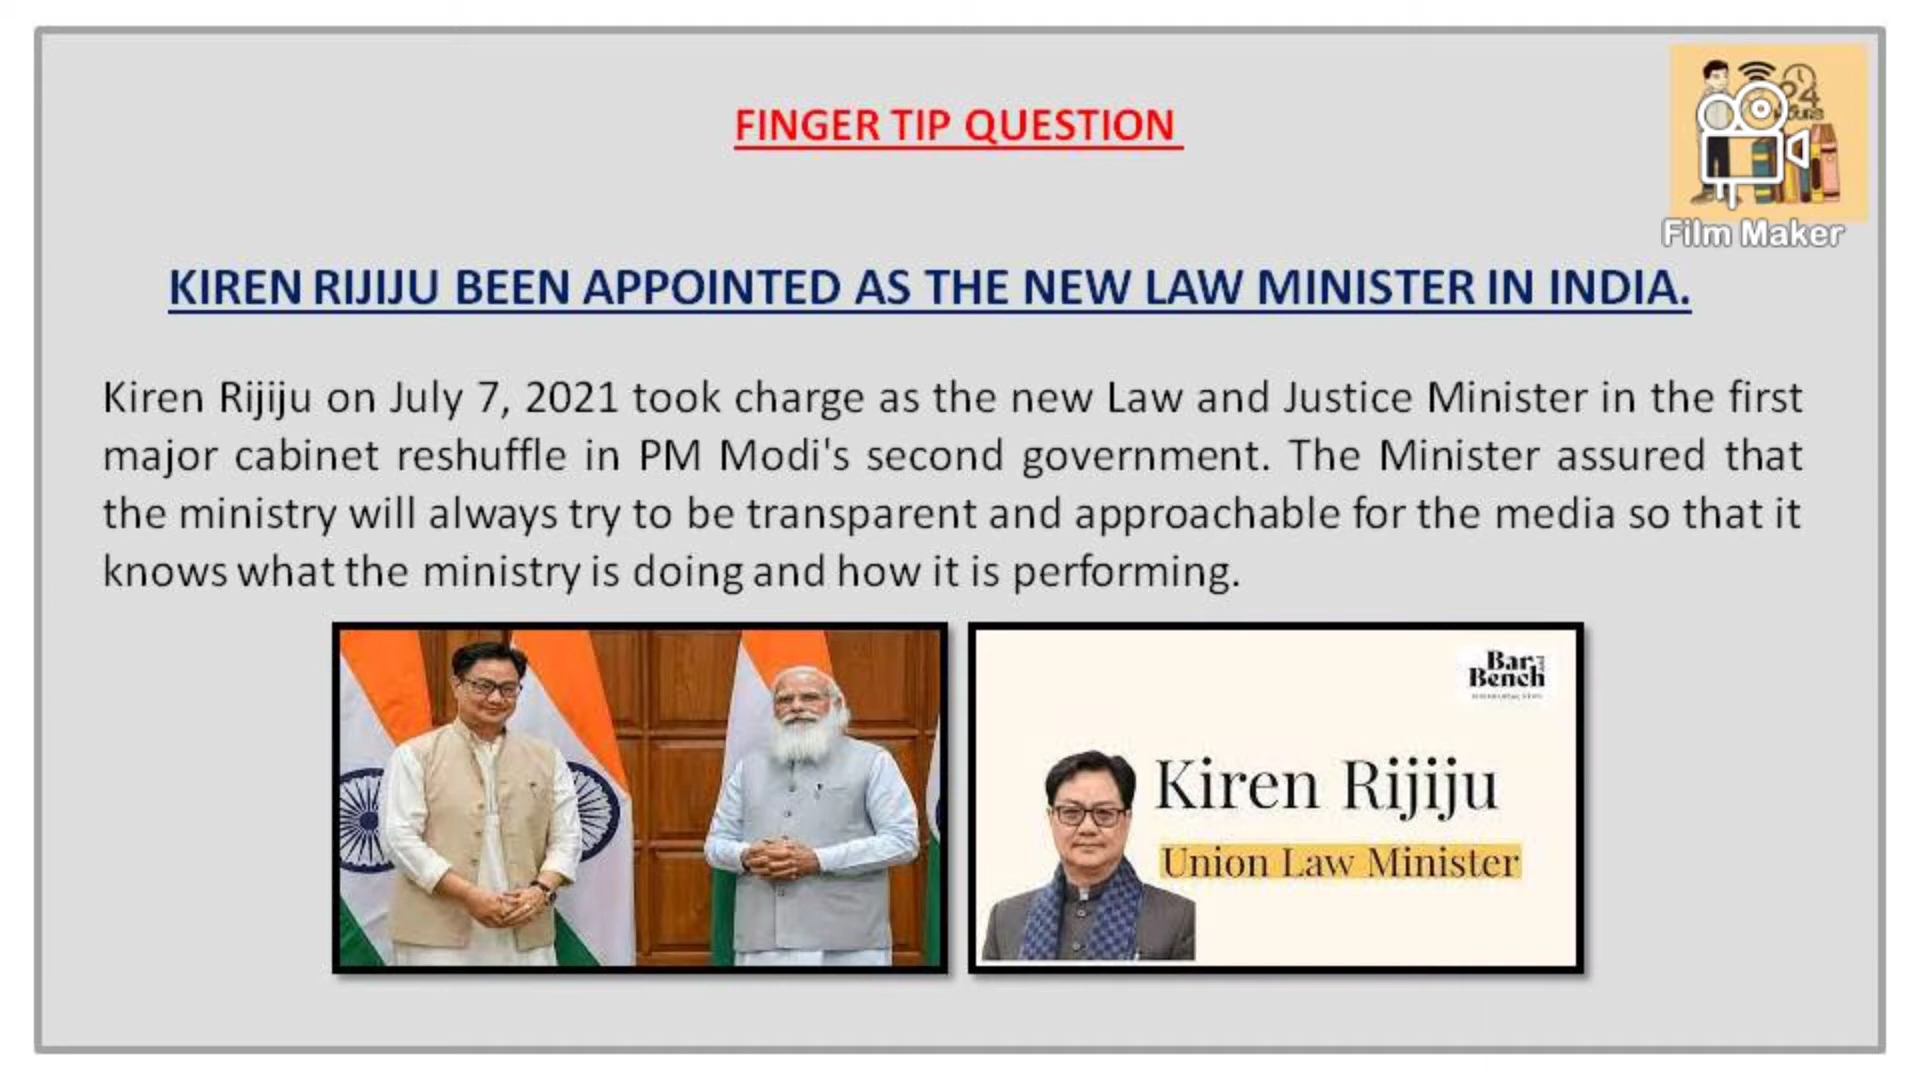 FINGER TIP QUESTION
Film Maker
KIREN RIJIJU BEEN APPOINTED AS THE NEW LAW MINISTER IN INDIA.
Kiren Rijiju on July 7, 2021 took charge as the new Law and Justice Minister in the first
major cabinet reshuffle in PM Modi's second government. The Minister assured that
the ministry will always try to be transparent and approachable for the media so that it
knows what the ministry is doing and how it is performing.
Bar and
Bench
Kiren Rijiju
Union Law Minister